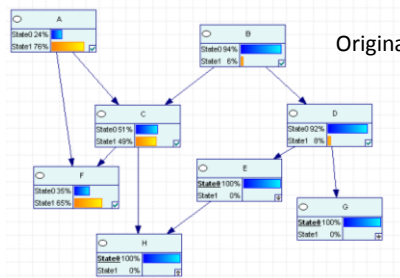 A
State0 24%
State1 76%
B
State0 94%
State1 6%
Origina
C
State0 51%
State1 49%
D
State0 92%
State1 8%
F
State0 35%
State1 65%
E
State0 100%
State1 0%
G
State0 100%
State1 0%
H
State0 100%
State1 0%